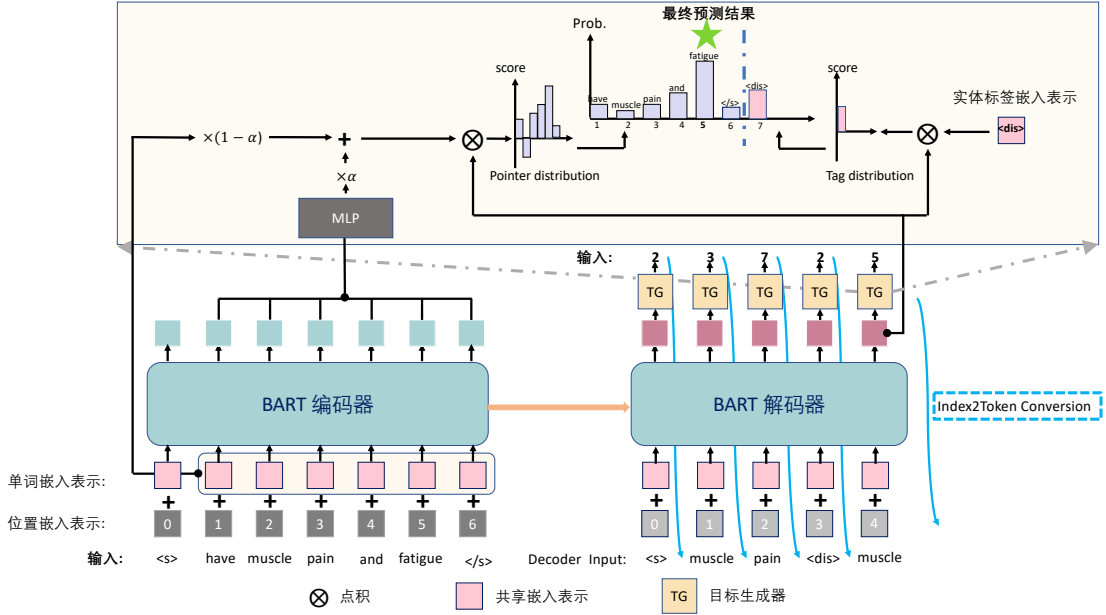 最终预测结果
Prob.
fatigue
score
score
and
<dis>
have
muscle
pain
</s>
实体标签嵌入表示
1 2 3 4 5 6 7
<dis>
×(1 − α)
+
Pointer distribution
Tag distribution
×α
MLP
输入: 2 3 7 2 5
TG TG TG TG TG
BART 编码器
BART 解码器
Index2Token Conversion
单词嵌入表示:
+ + + + + + + + + + + +
位置嵌入表示: 0 1 2 3 4 5 6 0 1 2 3 4
输入: <s> have muscle pain and fatigue </s> Decoder Input: <s> muscle pain <dis> muscle
点积 共享嵌入表示 TG 目标生成器